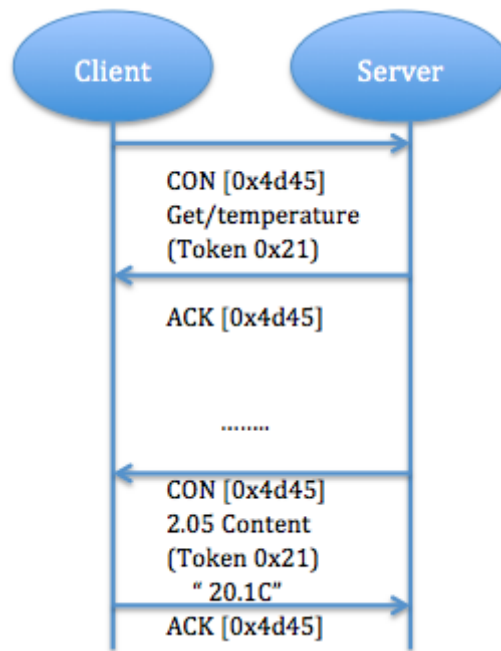 Client
Server
CON [0x4d45]
Get/temperature
(Token 0x21)
ACK [0x4d45]
........
CON [0x4d45]
2.05 Content
(Token 0x21)
“ 20.1C”
ACK [0x4d45]